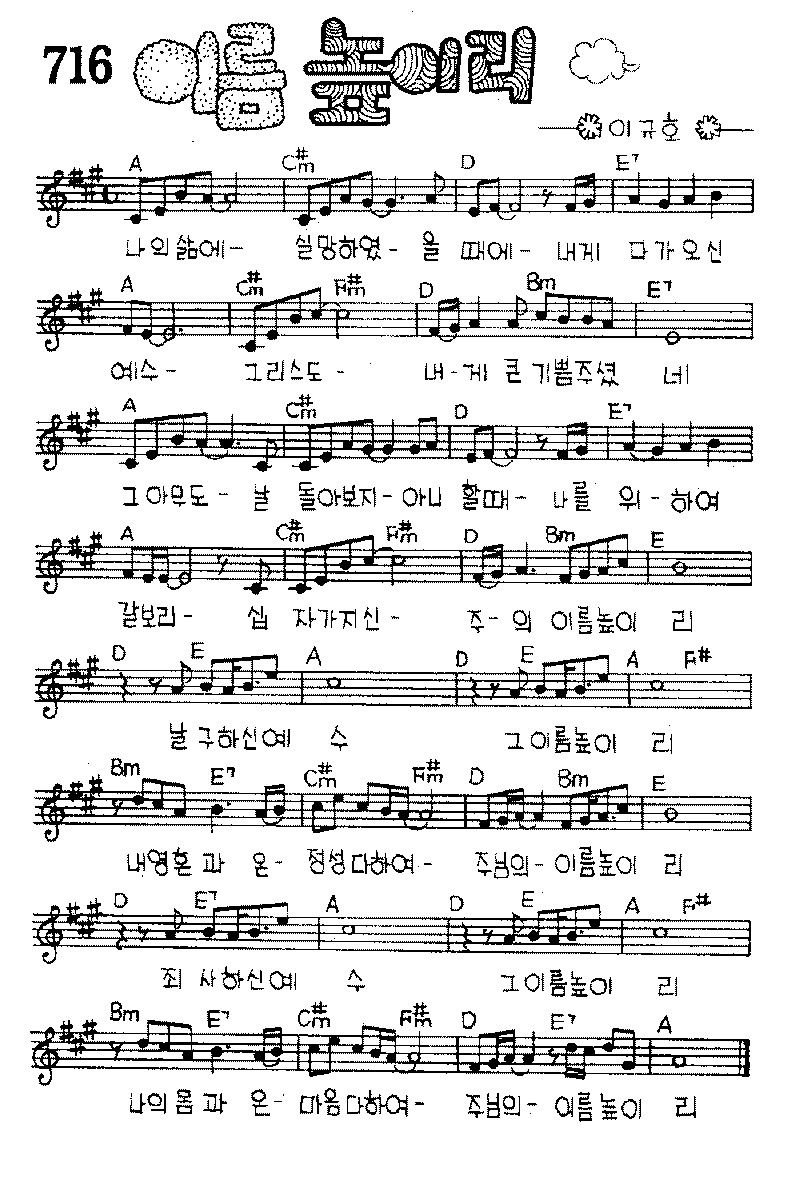 716 이름 높이리
이규호
A C#m D E7
나의삶에- 실망하였-을 때에- 내게 다가오신
A C#m F#m D Bm E7
예수- 그리스도- 내-게 큰기쁨주셨 네
A C#m D E7
그아무도- 날 돌아보지-아니 할때- 나를 위-하여
A C#m F#m D Bm E
갈보리- 십 자가지신- 주-의 이름높이 리
D E A D E A F#
날구하신예 수 그이름높이 리
Bm E7 C#m F#m D Bm E
내영혼과 온- 정성다하여- 주님의-이름높이 리
D E7 A D E A F#
죄 사하신예 수 그이름높이 리
Bm E7 C#m F#m D E7 A
나의몸과 온- 마음다하여- 주님의-이름높이 리